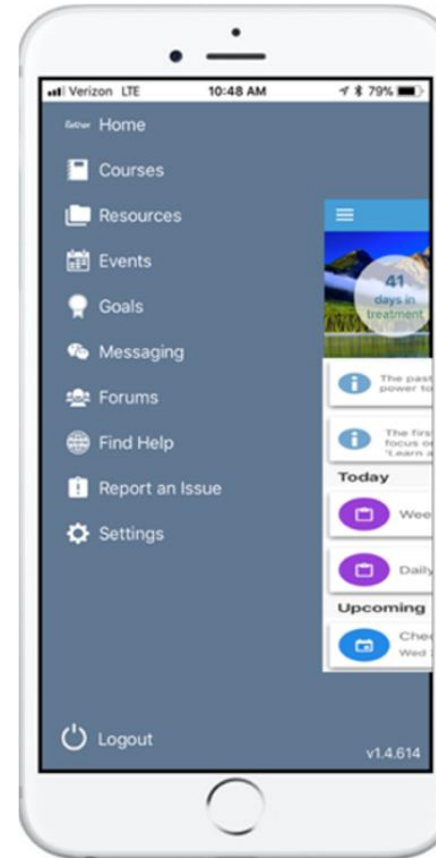 Verizon LTE 10:48 AM 79%
Home
Courses
Resources
Events
Goals
Messaging
Forums
Find Help
Report an Issue
Settings
Logout
41
days in
treatment
The past
power to
The firs
focus o
"Learn a
Today
Wee
Daily
Upcoming
Chec
Wed
v1.4.614